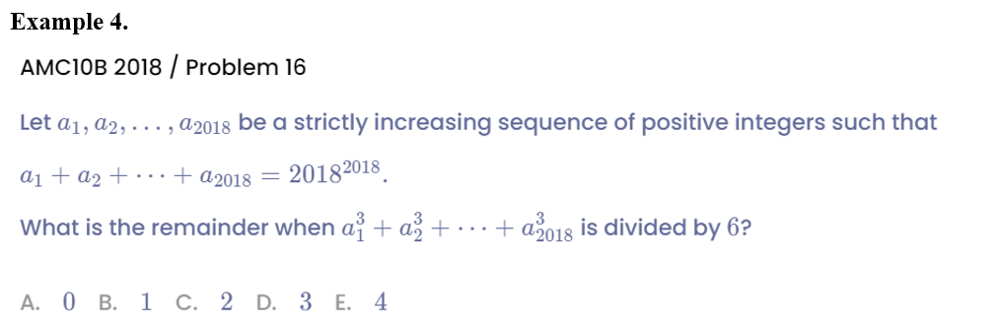 Example 4.
AMC10B 2018 / Problem 16
Let $a_1, a_2, \ldots, a_{2018}$ be a strictly increasing sequence of positive integers such that
$a_1 + a_2 + \cdots + a_{2018} = 2018^{2018}$.
What is the remainder when $a_1^3 + a_2^3 + \cdots + a_{2018}^3$ is divided by $6$?
A. 0 B. 1 C. 2 D. 3 E. 4